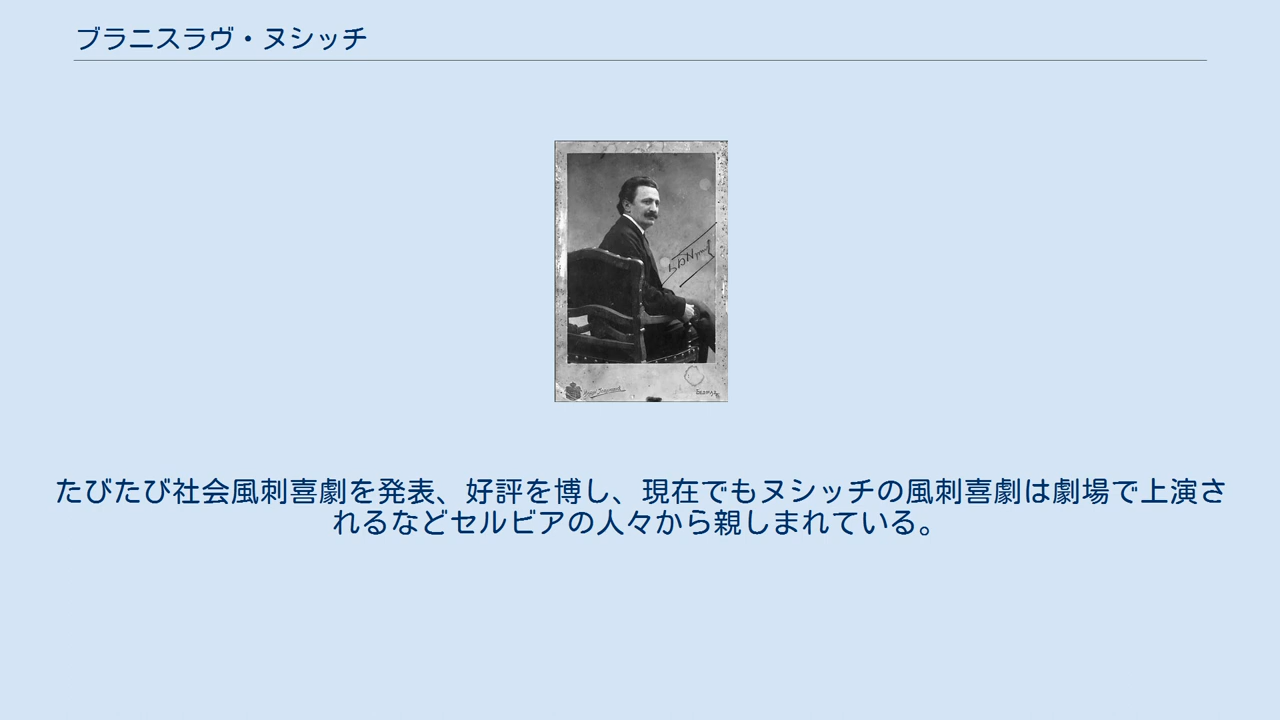 ブラニスラヴ・ヌシッチ
たびたび社会風刺喜劇を発表、好評を博し、現在でもヌシッチの風刺喜劇は劇場で上演さ
れるなどセルビアの人々から親しまれている。